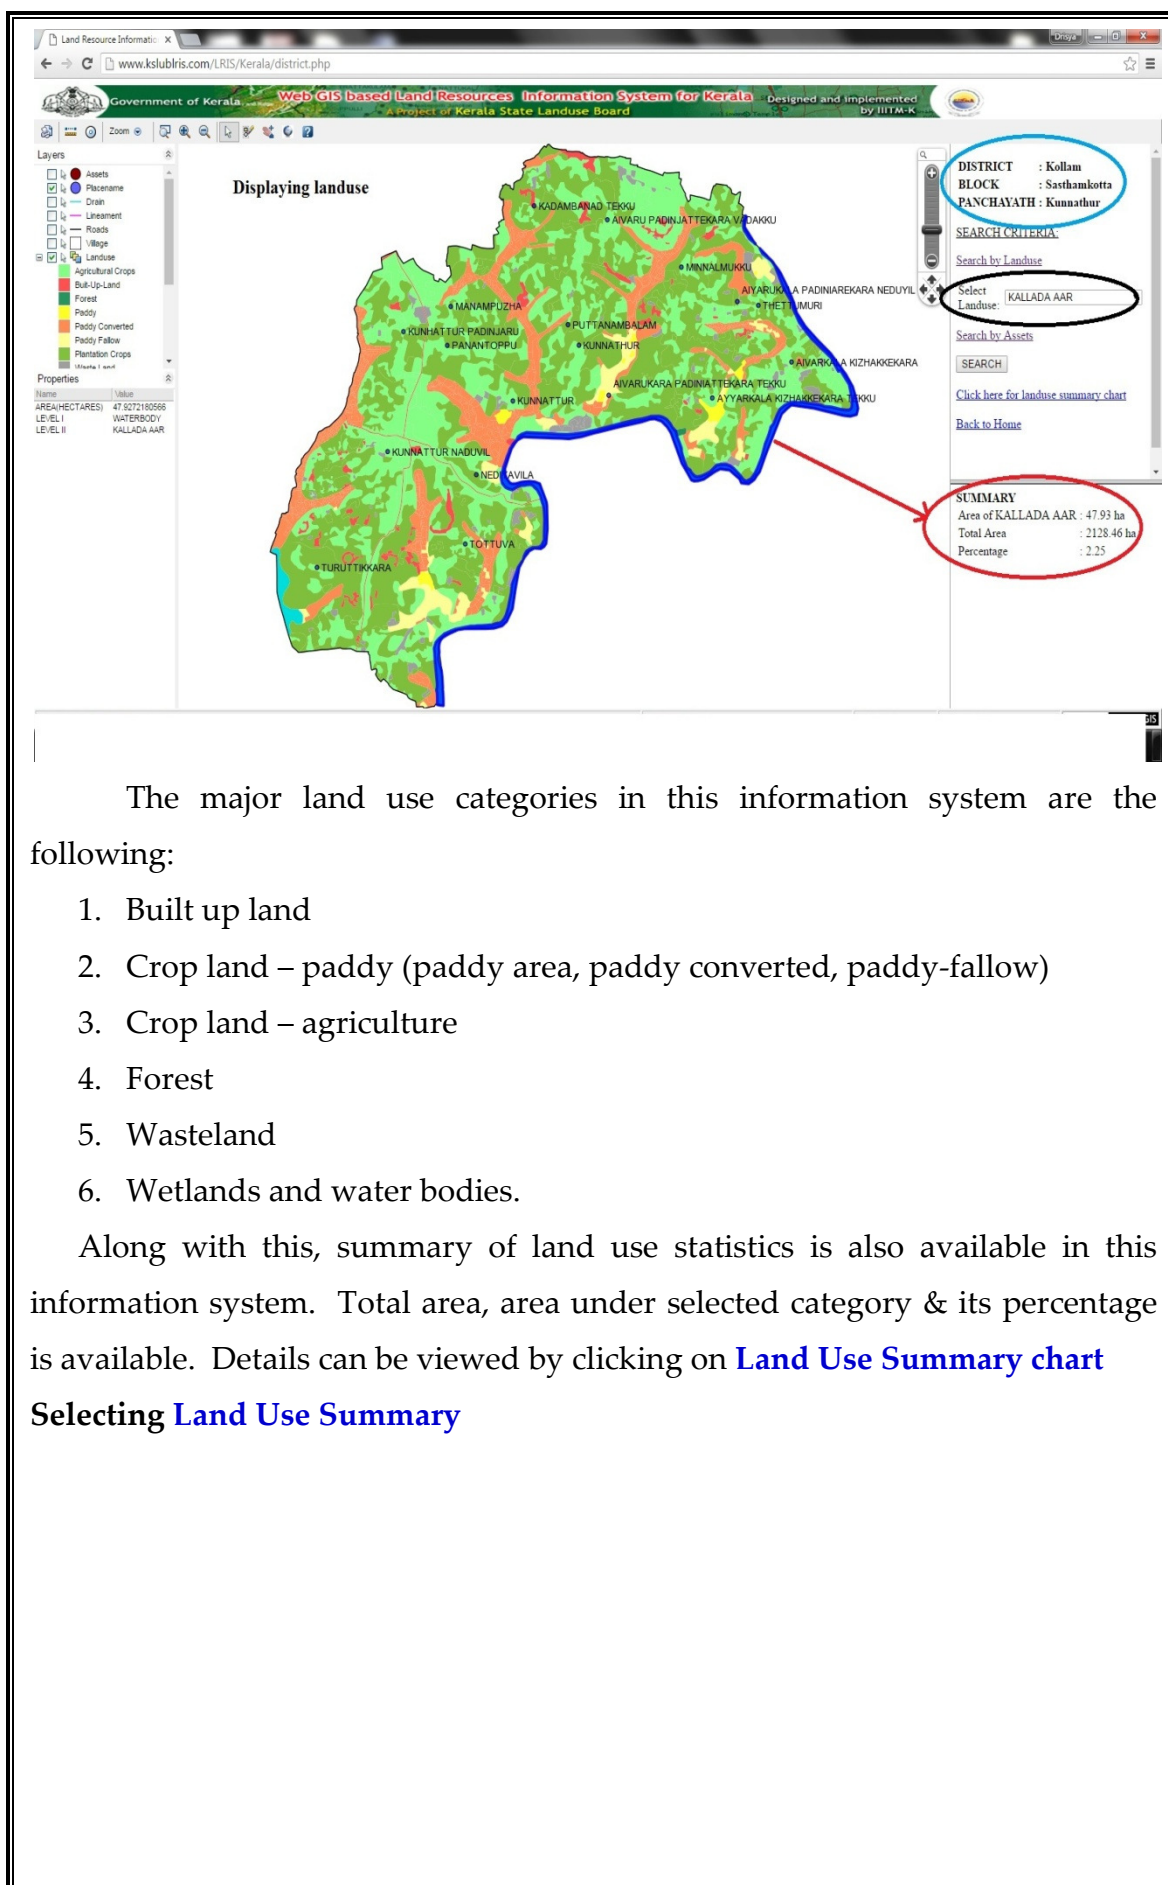 Land Resource Informatio
Drisya
www.kslublris.com/LRIS/Kerala/district.php
Government of Kerala
Web GIS based Land Resources Information System for Kerala
A Project of Kerala State Landuse Board
Designed and Implemented
by IIITM-K
Zoom
Layers
Assets
Placename
Drain
Lineament
Roads
Village
Landuse
Agricultural Crops
Built-Up-Land
Forest
Paddy
Paddy Converted
Paddy Fallow
Plantation Crops
Waste Land
Properties
Name Value
AREA(HECTARES) 47.9272180566
LEVEL I WATERBODY
LEVEL II KALLADA AAR
Displaying landuse
KADAMBANAD TEKKU
AIVARU PADINJATTEKARA VADAKKU
MINNALMUKKU
AIYARUKALA PADINIAREKARA NEDUYIL
THETTUMURI
MANAMPUZHA
PUTTANAMBALAM
KUNHATTUR PADINJARU
PANANTOPPU
KUNNATHUR
AIVARKALA KIZHAKKEKARA
AIVARUKARA PADINIATTEKARA TEKKU
KUNNATTUR
AYYARKALA KIZHAKKEKARA TEKKU
KUNNATTUR NADUVIL
NEDIYAVILA
TOTTUVA
TURUTTIKKARA
DISTRICT : Kollam
BLOCK : Sasthamkotta
PANCHAYATH : Kunnathur
SEARCH CRITERIA:
Search by Landuse
Select
Landuse: KALLADA AAR
Search by Assets
SEARCH
Click here for landuse summary chart
Back to Home
SUMMARY
Area of KALLADA AAR : 47.93 ha
Total Area : 2128.46 ha
Percentage : 2.25
The major land use categories in this information system are the
following:
1. Built up land
2. Crop land – paddy (paddy area, paddy converted, paddy-fallow)
3. Crop land – agriculture
4. Forest
5. Wasteland
6. Wetlands and water bodies.
Along with this, summary of land use statistics is also available in this
information system. Total area, area under selected category & its percentage
is available. Details can be viewed by clicking on Land Use Summary chart
Selecting Land Use Summary